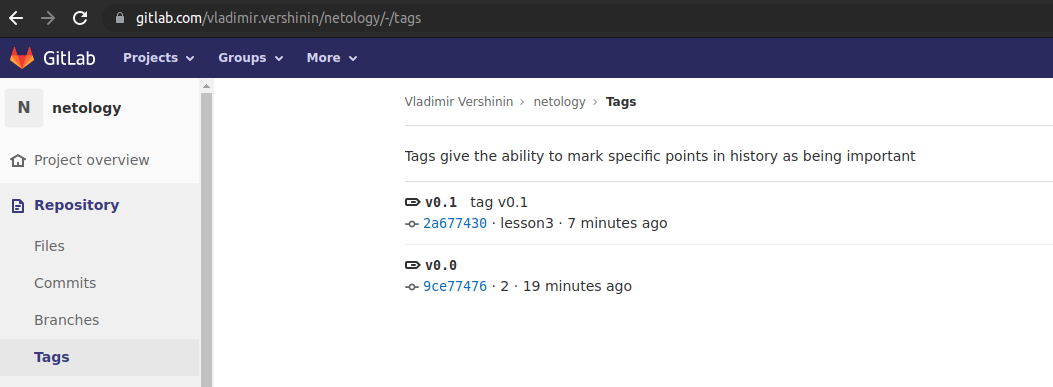 gitlab.com/vladimir.vershinin/netology/-/tags
GitLab Projects Groups More
N netology
Project overview
Repository
Files
Commits
Branches
Tags
Vladimir Vershinin › netology › Tags
Tags give the ability to mark specific points in history as being important
v0.1 tag v0.1
2a677430 · lesson3 · 7 minutes ago
v0.0
9ce77476 · 2 · 19 minutes ago